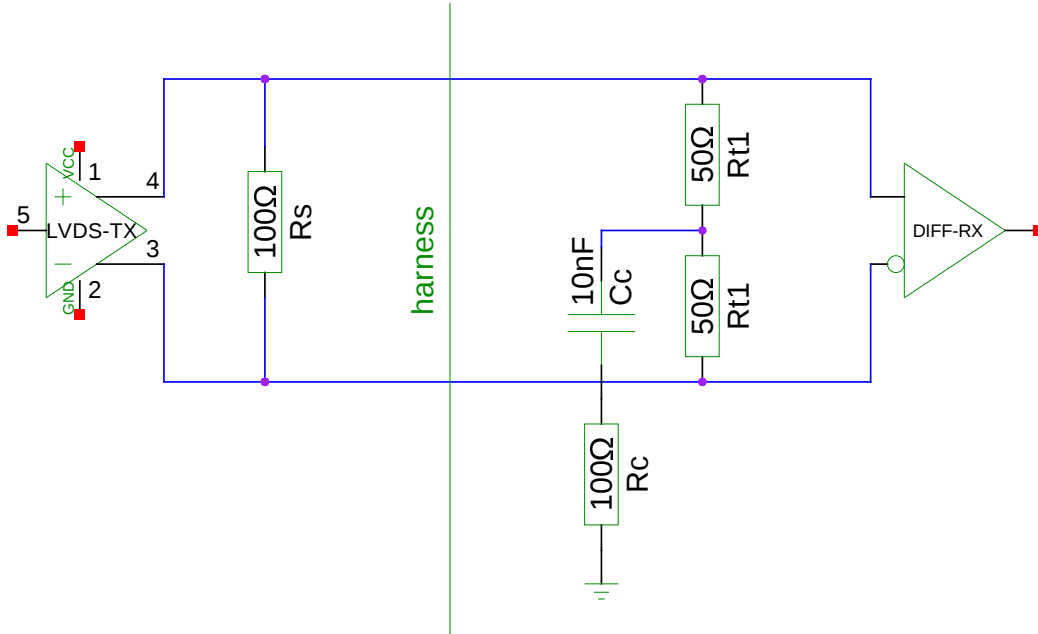 VCC
1
4
5
LVDS-TX
3
GND
2
100Ω
Rs
harness
50Ω
Rt1
10nF
Cc
50Ω
Rt1
100Ω
Rc
DIFF-RX